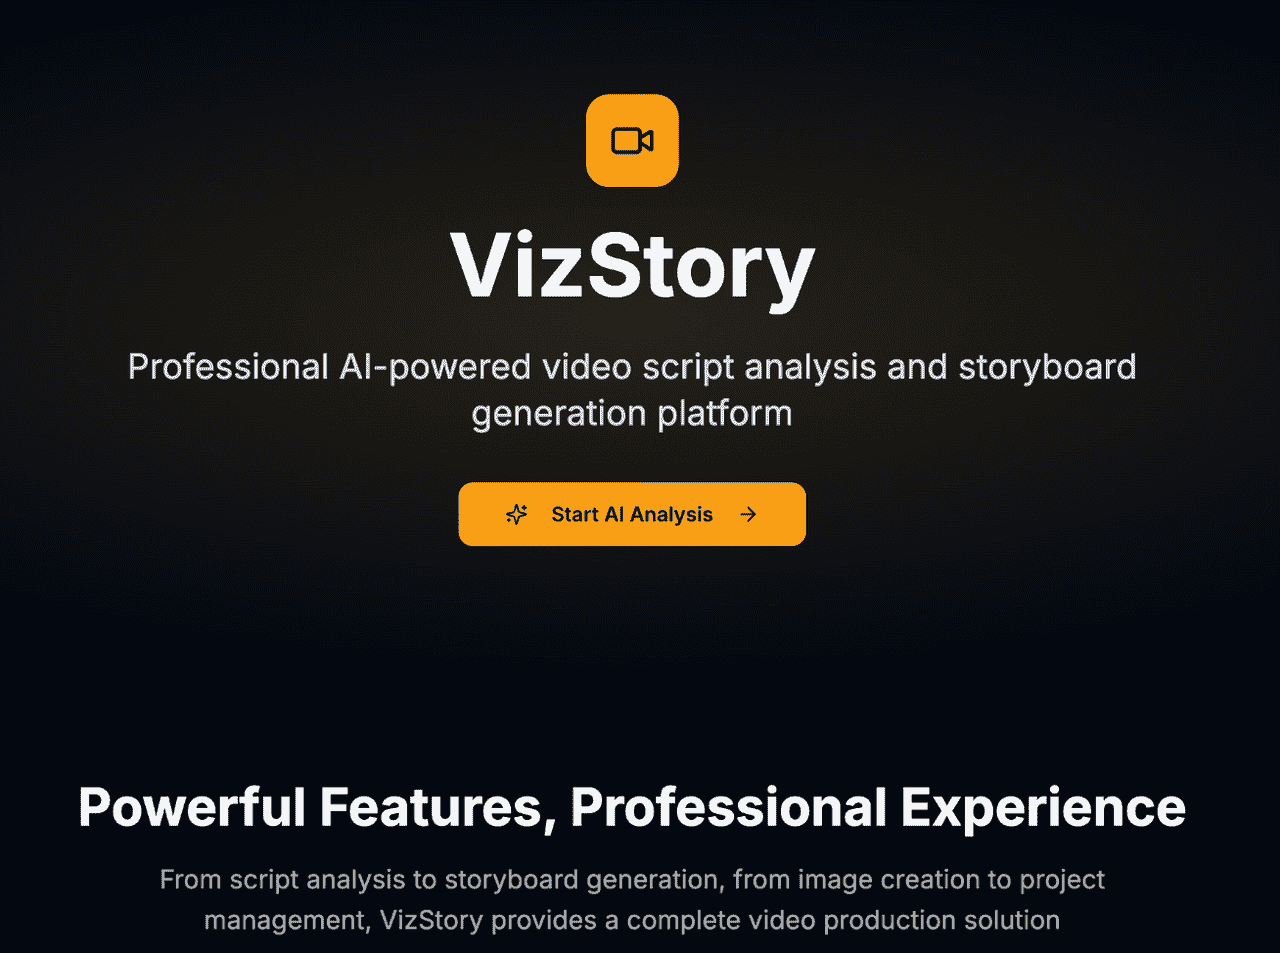 VizStory
Professional AI-powered video script analysis and storyboard
generation platform
Start AI Analysis
Powerful Features, Professional Experience
From script analysis to storyboard generation, from image creation to project
management, VizStory provides a complete video production solution